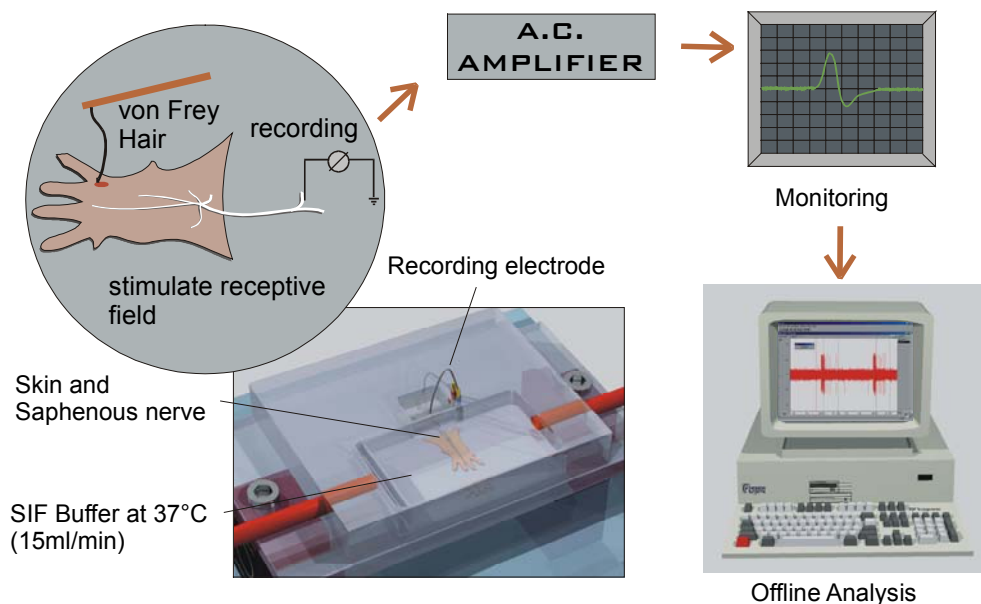 A.C.
AMPLIFIER
von Frey
Hair
recording
stimulate receptive
field
Monitoring
Recording electrode
Skin and
Saphenous nerve
SIF Buffer at 37°C
(15ml/min)
Offline Analysis